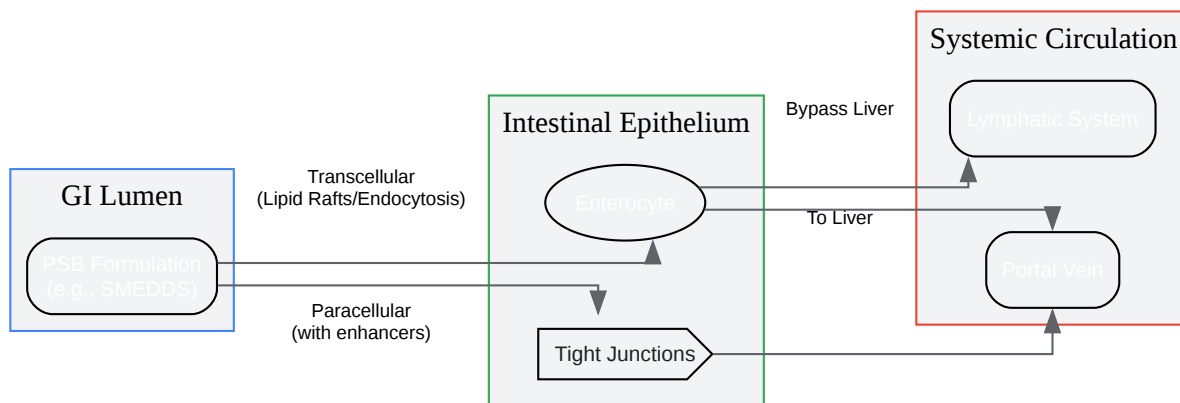 GI Lumen
PSB Formulation
(e.g., SMEDDS)
Transcellular
(Lipid Rafts/Endocytosis)
Paracellular
(with enhancers)
Intestinal Epithelium
Enterocyte
Tight Junctions
Bypass Liver
To Liver
Systemic Circulation
Lymphatic System
Portal Vein